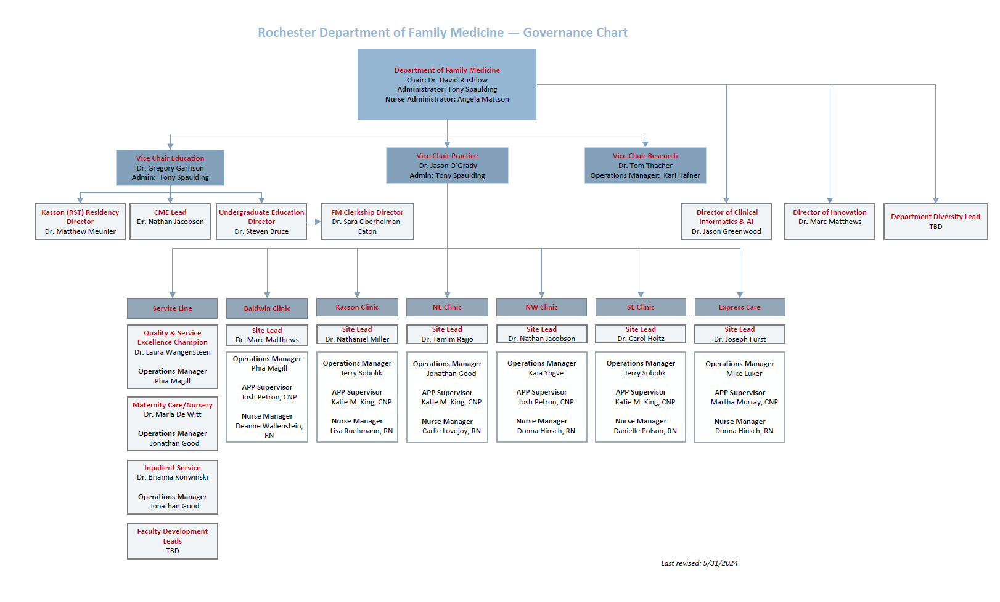 Rochester Department of Family Medicine — Governance Chart
Department of Family Medicine
Chair: Dr. David Rushlow
Administrator: Tony Spaulding
Nurse Administrator: Angela Mattson
Vice Chair Education
Dr. Gregory Garrison
Admin: Tony Spaulding
Vice Chair Practice
Dr. Jason O’Grady
Admin: Tony Spaulding
Vice Chair Research
Dr. Tom Thacher
Operations Manager: Kari Hafner
Kasson (RST) Residency
Director
Dr. Matthew Meunier
CME Lead
Dr. Nathan Jacobson
Undergraduate Education
Director
Dr. Steven Bruce
FM Clerkship Director
Dr. Sara Oberhelman-
Eaton
Director of Clinical
Informatics & AI
Dr. Jason Greenwood
Director of Innovation
Dr. Marc Matthews
Department Diversity Lead
TBD
Service Line
Quality & Service
Excellence Champion
Dr. Laura Wangensteen
Operations Manager
Phia Magill
Maternity Care/Nursery
Dr. Marla De Witt
Operations Manager
Jonathan Good
Inpatient Service
Dr. Brianna Konwinski
Operations Manager
Jonathan Good
Faculty Development
Leads
TBD
Baldwin Clinic
Site Lead
Dr. Marc Matthews
Operations Manager
Phia Magill
APP Supervisor
Josh Petron, CNP
Nurse Manager
Deanne Wallenstein,
RN
Kasson Clinic
Site Lead
Dr. Nathaniel Miller
Operations Manager
Jerry Sobolik
APP Supervisor
Katie M. King, CNP
Nurse Manager
Lisa Ruehmann, RN
NE Clinic
Site Lead
Dr. Tamim Rajjo
Operations Manager
Jonathan Good
APP Supervisor
Katie M. King, CNP
Nurse Manager
Carlie Lovejoy, RN
NW Clinic
Site Lead
Dr. Nathan Jacobson
Operations Manager
Kaia Yngve
APP Supervisor
Josh Petron, CNP
Nurse Manager
Donna Hinsch, RN
SE Clinic
Site Lead
Dr. Carol Holtz
Operations Manager
Jerry Sobolik
APP Supervisor
Katie M. King, CNP
Nurse Manager
Danielle Polson, RN
Express Care
Site Lead
Dr. Joseph Furst
Operations Manager
Mike Luker
APP Supervisor
Martha Murray, CNP
Nurse Manager
Donna Hinsch, RN
Last revised: 5/31/2024